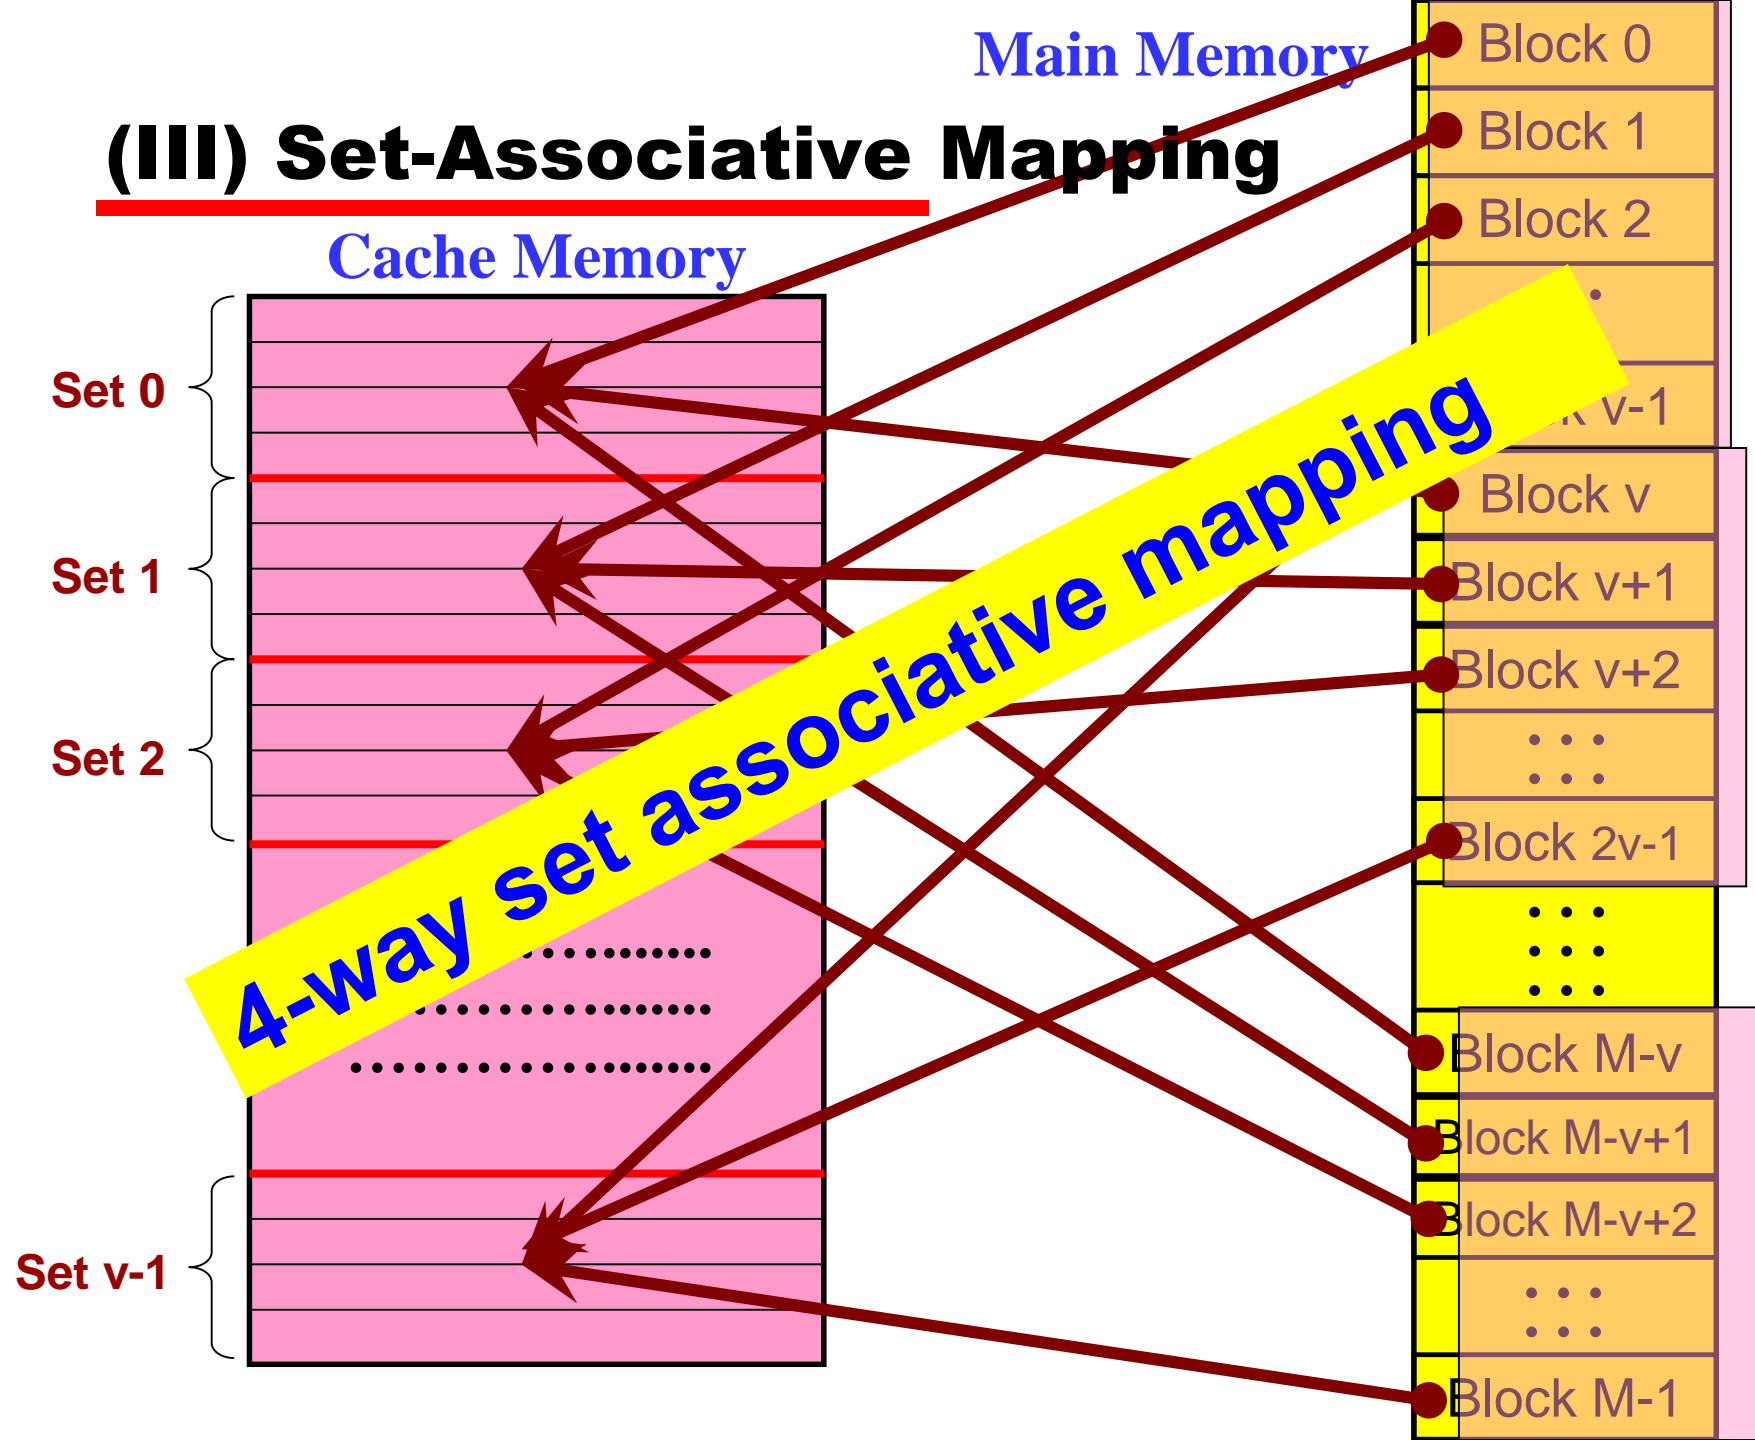 Main Memory
(III) Set-Associative Mapping
Cache Memory
Set 0
Set 1
Set 2
Set v-1
4-way set associative mapping
Block 0
Block 1
Block 2
v-1
Block v
Block v+1
Block v+2
Block 2v-1
Block M-v
Block M-v+1
Block M-v+2
Block M-1